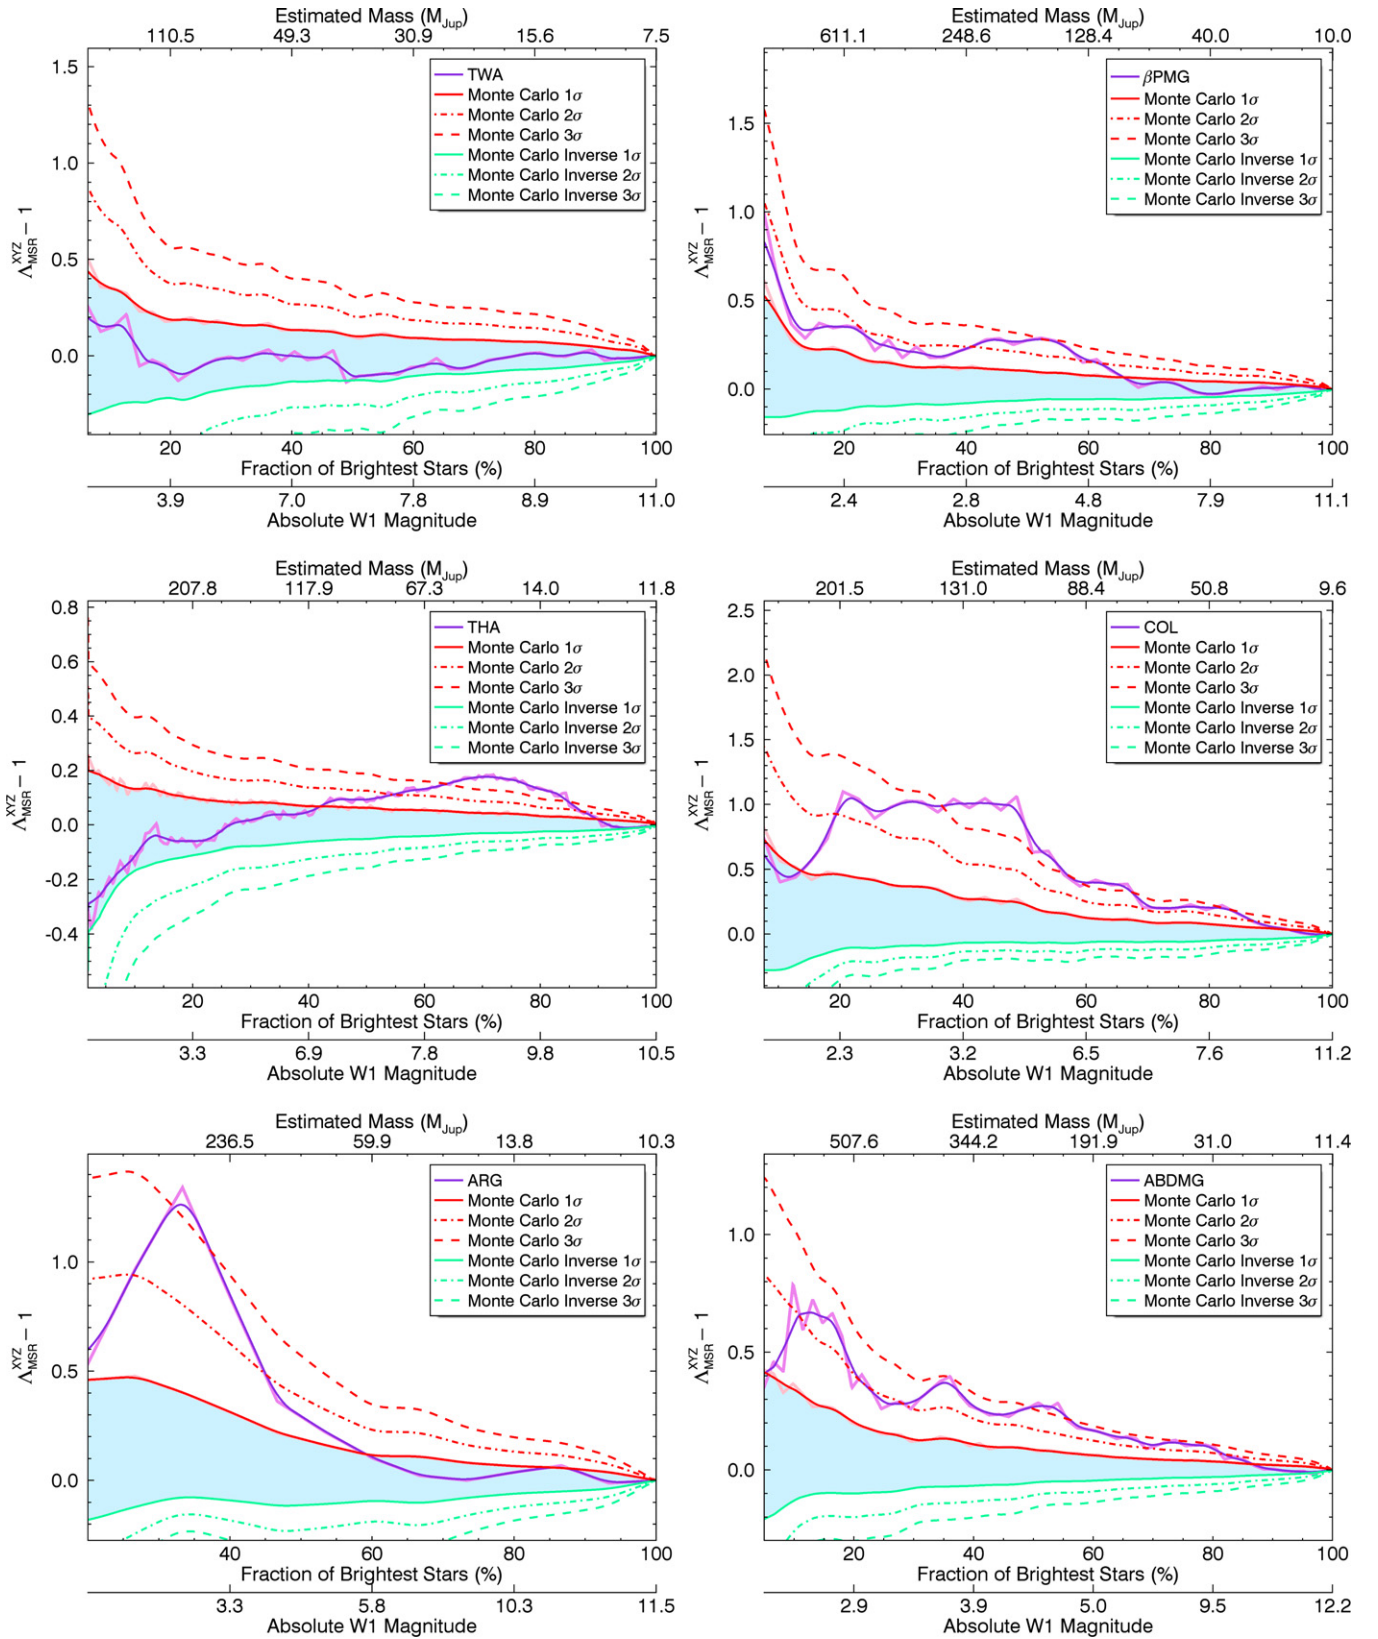 Estimated Mass (M_Jup)
110.5 49.3 30.9 15.6 7.5
TWA
Monte Carlo 1σ
Monte Carlo 2σ
Monte Carlo 3σ
Monte Carlo Inverse 1σ
Monte Carlo Inverse 2σ
Monte Carlo Inverse 3σ
1.5
1.0
0.5
0.0
Λ_MSR^XYZ − 1
20 40 60 80 100
Fraction of Brightest Stars (%)
3.9 7.0 7.8 8.9 11.0
Absolute W1 Magnitude
Estimated Mass (M_Jup)
611.1 248.6 128.4 40.0 10.0
βPMG
Monte Carlo 1σ
Monte Carlo 2σ
Monte Carlo 3σ
Monte Carlo Inverse 1σ
Monte Carlo Inverse 2σ
Monte Carlo Inverse 3σ
1.5
1.0
0.5
0.0
Λ_MSR^XYZ − 1
20 40 60 80 100
Fraction of Brightest Stars (%)
2.4 2.8 4.8 7.9 11.1
Absolute W1 Magnitude
Estimated Mass (M_Jup)
207.8 117.9 67.3 14.0 11.8
THA
Monte Carlo 1σ
Monte Carlo 2σ
Monte Carlo 3σ
Monte Carlo Inverse 1σ
Monte Carlo Inverse 2σ
Monte Carlo Inverse 3σ
0.8
0.6
0.4
0.2
0.0
-0.2
-0.4
Λ_MSR^XYZ − 1
20 40 60 80 100
Fraction of Brightest Stars (%)
3.3 6.9 7.8 9.8 10.5
Absolute W1 Magnitude
Estimated Mass (M_Jup)
201.5 131.0 88.4 50.8 9.6
COL
Monte Carlo 1σ
Monte Carlo 2σ
Monte Carlo 3σ
Monte Carlo Inverse 1σ
Monte Carlo Inverse 2σ
Monte Carlo Inverse 3σ
2.5
2.0
1.5
1.0
0.5
0.0
Λ_MSR^XYZ − 1
20 40 60 80 100
Fraction of Brightest Stars (%)
2.3 3.2 6.5 7.6 11.2
Absolute W1 Magnitude
Estimated Mass (M_Jup)
236.5 59.9 13.8 10.3
ARG
Monte Carlo 1σ
Monte Carlo 2σ
Monte Carlo 3σ
Monte Carlo Inverse 1σ
Monte Carlo Inverse 2σ
Monte Carlo Inverse 3σ
1.0
0.5
0.0
Λ_MSR^XYZ − 1
40 60 80 100
Fraction of Brightest Stars (%)
3.3 5.8 10.3 11.5
Absolute W1 Magnitude
Estimated Mass (M_Jup)
507.6 344.2 191.9 31.0 11.4
ABDMG
Monte Carlo 1σ
Monte Carlo 2σ
Monte Carlo 3σ
Monte Carlo Inverse 1σ
Monte Carlo Inverse 2σ
Monte Carlo Inverse 3σ
1.0
0.5
0.0
Λ_MSR^XYZ − 1
20 40 60 80 100
Fraction of Brightest Stars (%)
2.9 3.9 5.0 9.5 12.2
Absolute W1 Magnitude